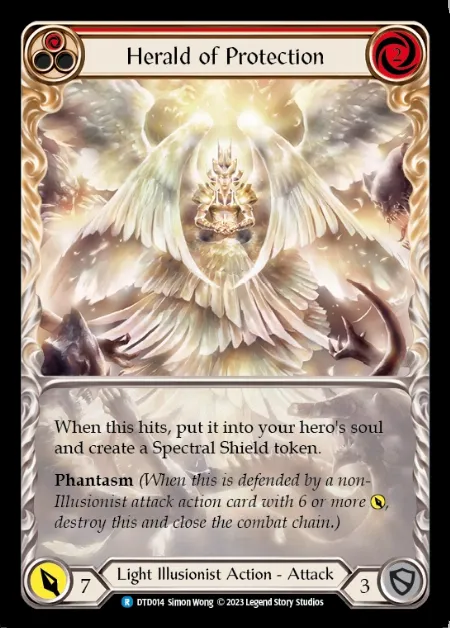 Herald of Protection
2
When this hits, put it into your hero's soul
and create a Spectral Shield token.
Phantasm (When this is defended by a non-
Illusionist attack action card with 6 or more ,
destroy this and close the combat chain.)
7
Light Illusionist Action - Attack
3
R DTD014 Simon Wong © 2023 Legend Story Studios